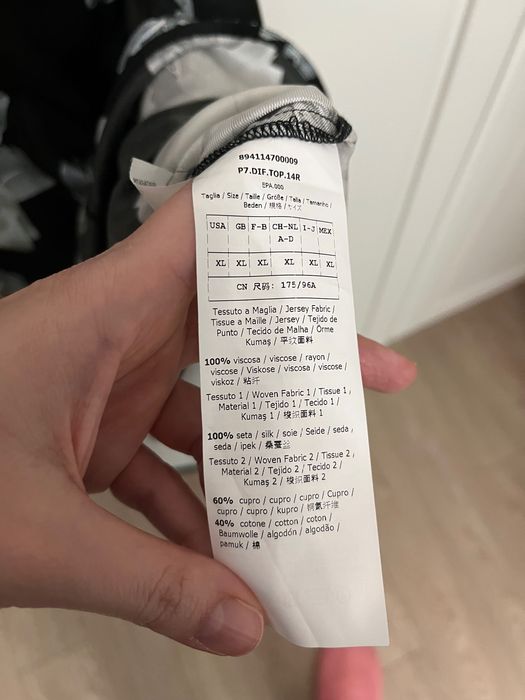 894114700009
P7.DIF.TOP.14R
EPA.000
Taglia / Size / Taille / Größe / Talla / Tamanho /
Beden / 規格 / サイズ
USA GB F-B CH-NL I-J MEX
A-D
XL XL XL XL XL XL
CN 尺码: 175/96A
Tessuto a Maglia / Jersey Fabric /
Tissue a Maille / Jersey / Tejido de
Punto / Tecido de Malha / Örme
Kumaş / 平纹面料
100% viscosa / viscose / rayon /
viscose / Viskose / viscosa / viscose /
viskoz / 粘纤
Tessuto 1 / Woven Fabric 1 / Tissue 1 /
Material 1 / Tejido 1 / Tecido 1 /
Kumaş 1 / 梭织面料 1
100% seta / silk / soie / Seide / seda /
seda / ipek / 桑蚕丝
Tessuto 2 / Woven Fabric 2 / Tissue 2 /
Material 2 / Tejido 2 / Tecido 2 /
Kumaş 2 / 梭织面料 2
60% cupro / cupro / cupro / Cupro /
cupro / cupro / kupro / 铜氨纤维
40% cotone / cotton / coton /
Baumwolle / algodón / algodão /
pamuk / 棉